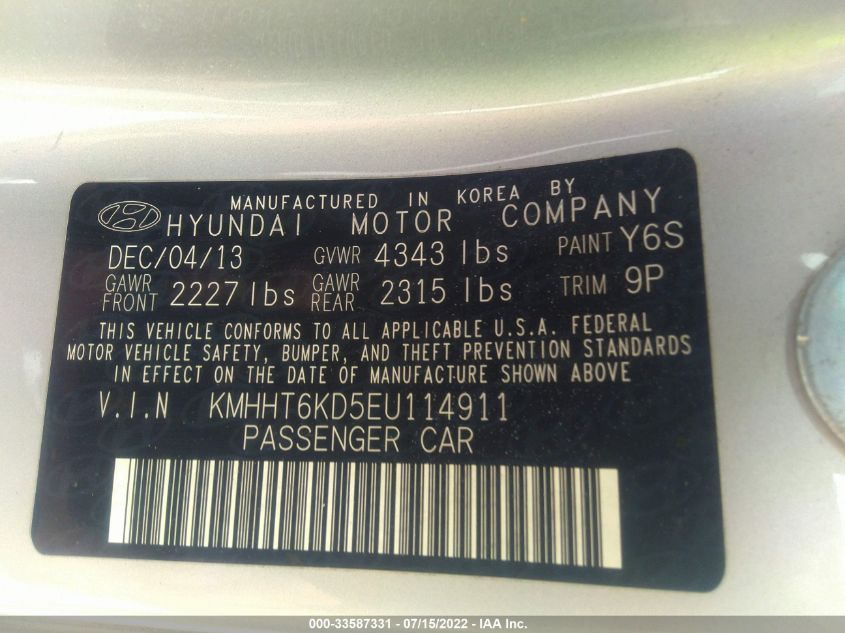 MANUFACTURED IN KOREA BY
HYUNDAI MOTOR COMPANY
DEC/04/13 GVWR 4343 lbs PAINT Y6S
GAWR FRONT 2227 lbs GAWR REAR 2315 lbs TRIM 9P
THIS VEHICLE CONFORMS TO ALL APPLICABLE U.S.A. FEDERAL
MOTOR VEHICLE SAFETY, BUMPER, AND THEFT PREVENTION STANDARDS
IN EFFECT ON THE DATE OF MANUFACTURE SHOWN ABOVE
V.I.N KMHHT6KD5EU114911
PASSENGER CAR
000-33587331 - 07/15/2022 - IAA Inc.